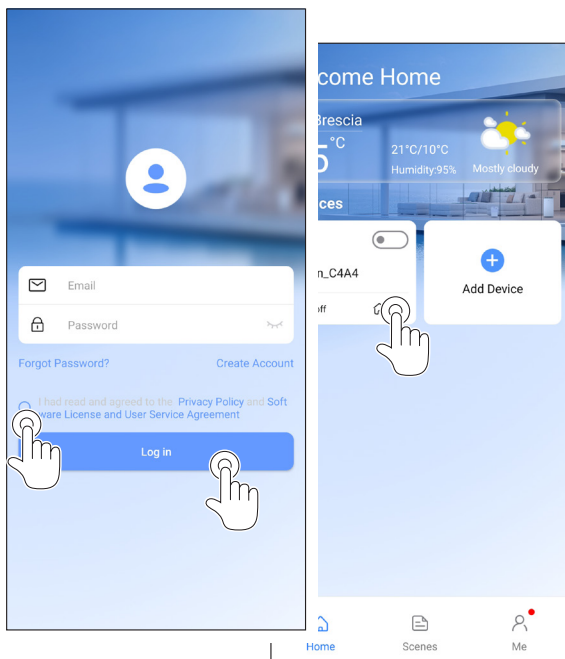 Email
Password
Forgot Password?
Create Account
I had read and agreed to the Privacy Policy and Soft
ware License and User Service Agreement
Log in
come Home
Brescia
5°C
21°C/10°C
Humidity:95%
Mostly cloudy
ces
n_C4A4
off
Add Device
Home
Scenes
Me